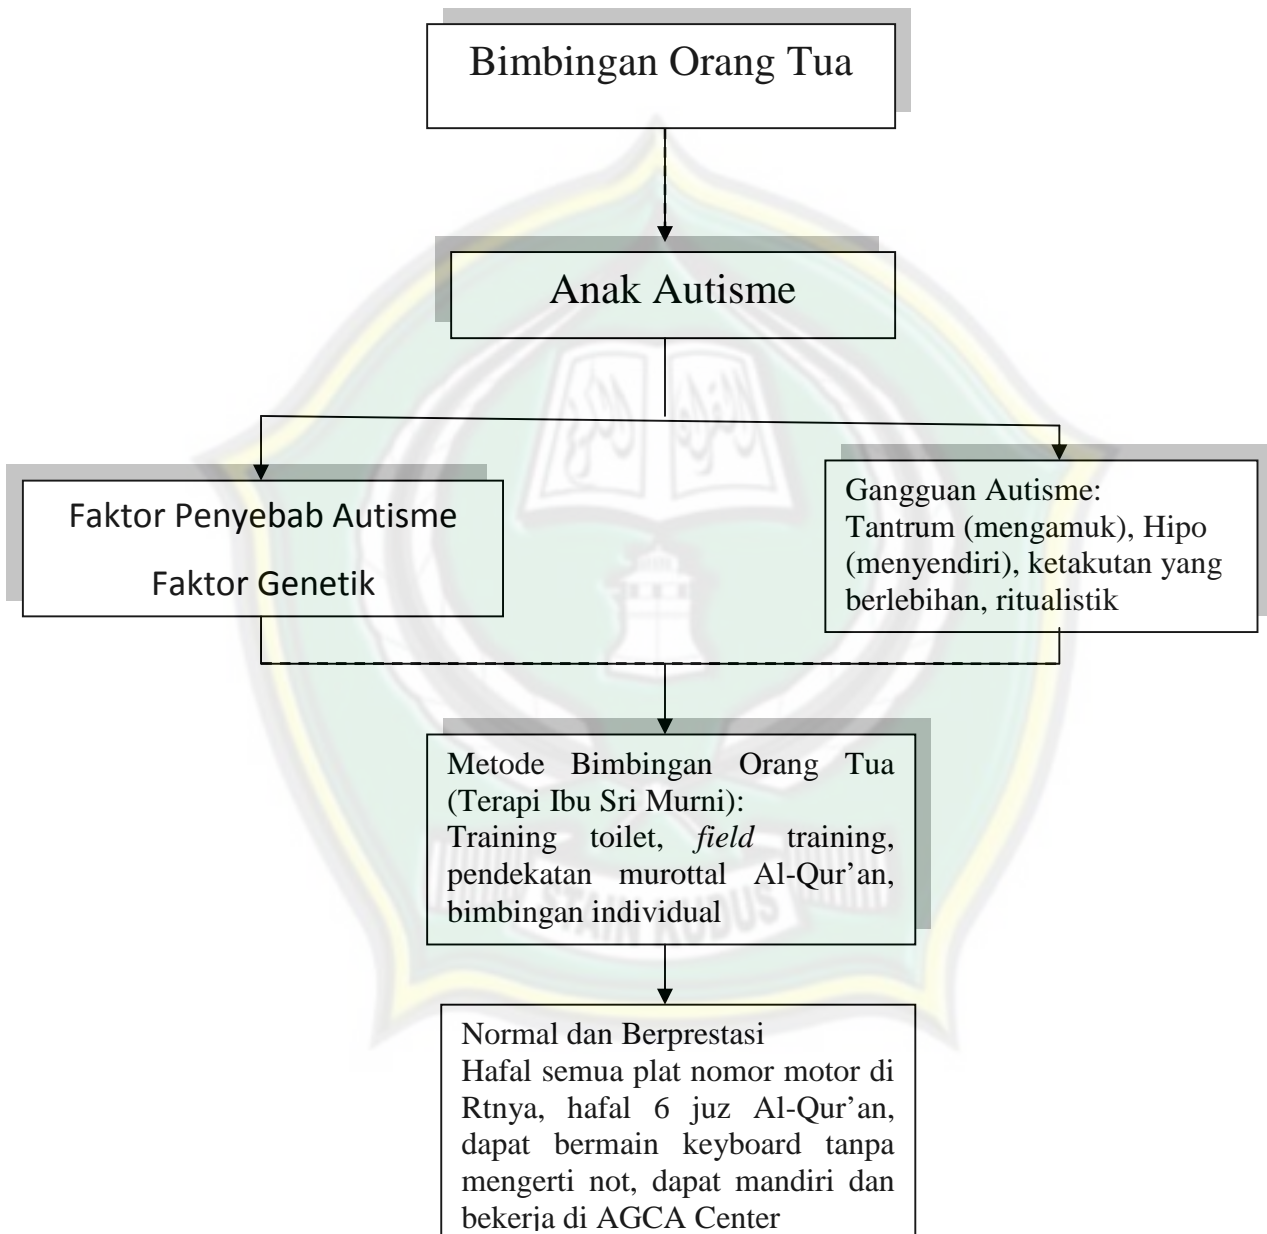 Bimbingan Orang Tua
Anak Autisme
Faktor Penyebab Autisme
Faktor Genetik
Gangguan Autisme:
Tantrum (mengamuk), Hipo
(menyendiri), ketakutan yang
berlebihan, ritualistik
Metode Bimbingan Orang Tua
(Terapi Ibu Sri Murni):
Training toilet, field training,
pendekatan murottal Al-Qur’an,
bimbingan individual
STAIN KUDUS
Normal dan Berprestasi
Hafal semua plat nomor motor di
Rtnya, hafal 6 juz Al-Qur’an,
dapat bermain keyboard tanpa
mengerti not, dapat mandiri dan
bekerja di AGCA Center